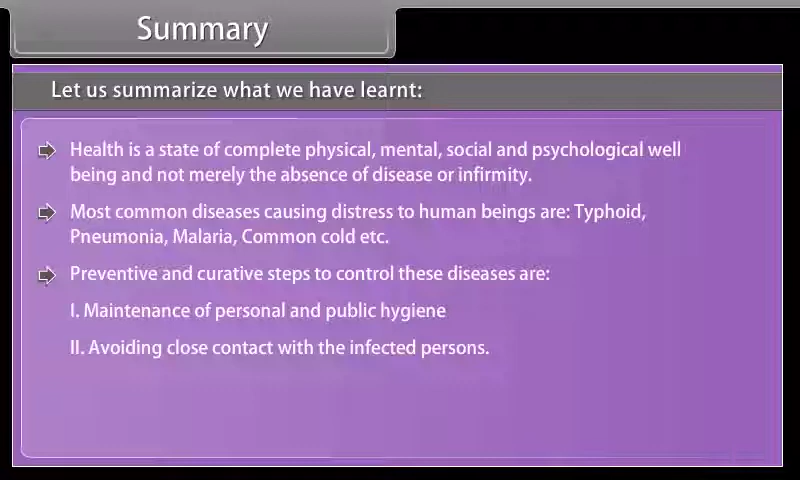 Summary
Let us summarize what we have learnt:
Health is a state of complete physical, mental, social and psychological well
being and not merely the absence of disease or infirmity.
Most common diseases causing distress to human beings are: Typhoid,
Pneumonia, Malaria, Common cold etc.
Preventive and curative steps to control these diseases are:
I. Maintenance of personal and public hygiene
II. Avoiding close contact with the infected persons.